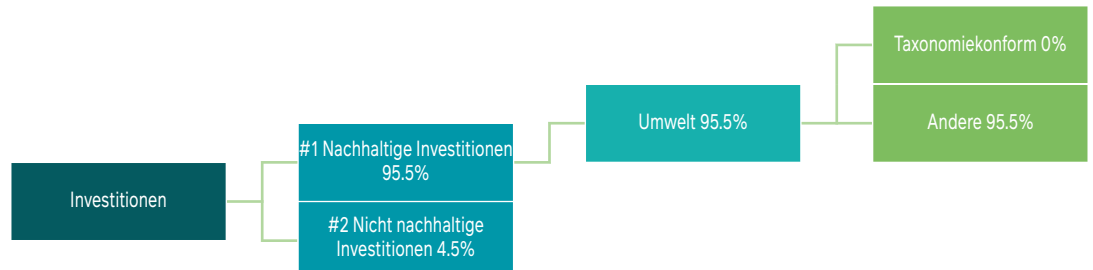 Investitionen
#1 Nachhaltige Investitionen
95.5%
#2 Nicht nachhaltige
Investitionen 4.5%
Umwelt 95.5%
Taxonomiekonform 0%
Andere 95.5%